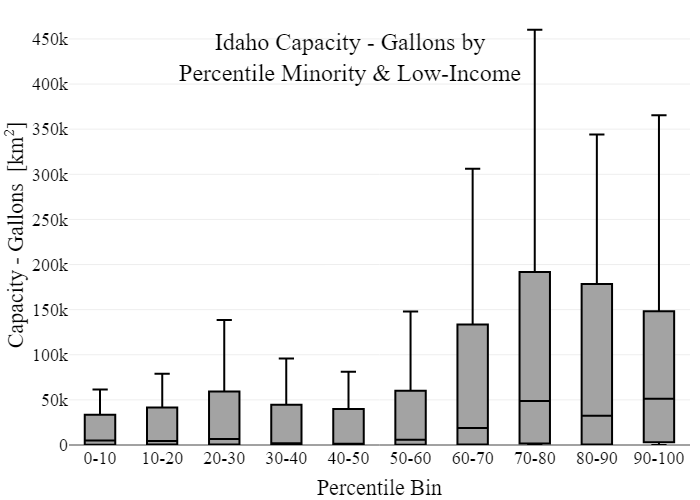 Idaho Capacity - Gallons by
Percentile Minority & Low-Income
Capacity - Gallons [km²]
450k
400k
350k
300k
250k
200k
150k
100k
50k
0
0-10 10-20 20-30 30-40 40-50 50-60 60-70 70-80 80-90 90-100
Percentile Bin